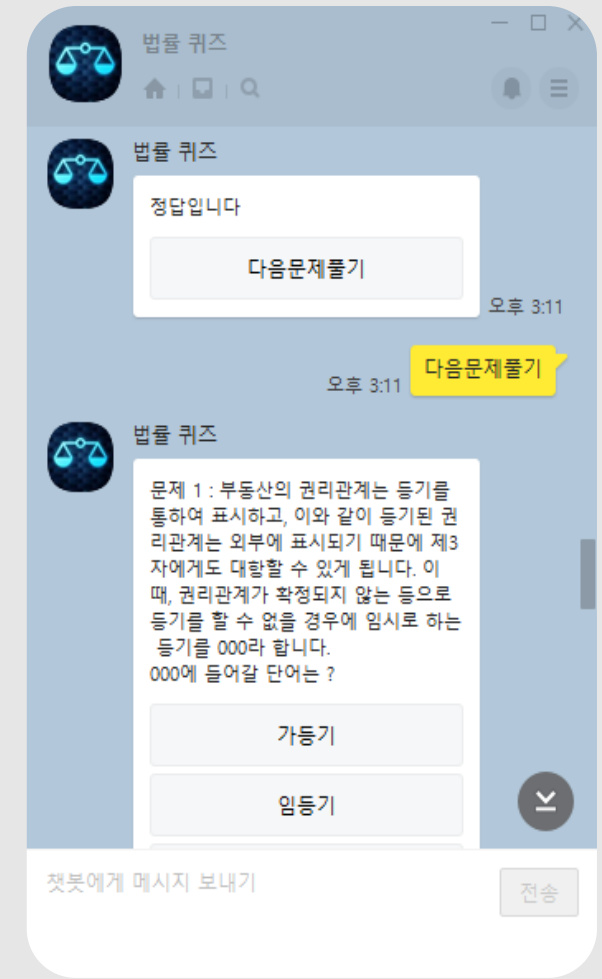 법률 퀴즈
법률 퀴즈
정답입니다
다음문제풀기
오후 3:11
다음문제풀기
오후 3:11
법률 퀴즈
문제 1 : 부동산의 권리관계는 등기를
통하여 표시하고, 이와 같이 등기된 권
리관계는 외부에 표시되기 때문에 제3
자에게도 대항할 수 있게 됩니다. 이
때, 권리관계가 확정되지 않는 등으로
등기를 할 수 없을 경우에 임시로 하는
등기를 000라 합니다.
000에 들어갈 단어는 ?
가등기
임등기
챗봇에게 메시지 보내기
전송